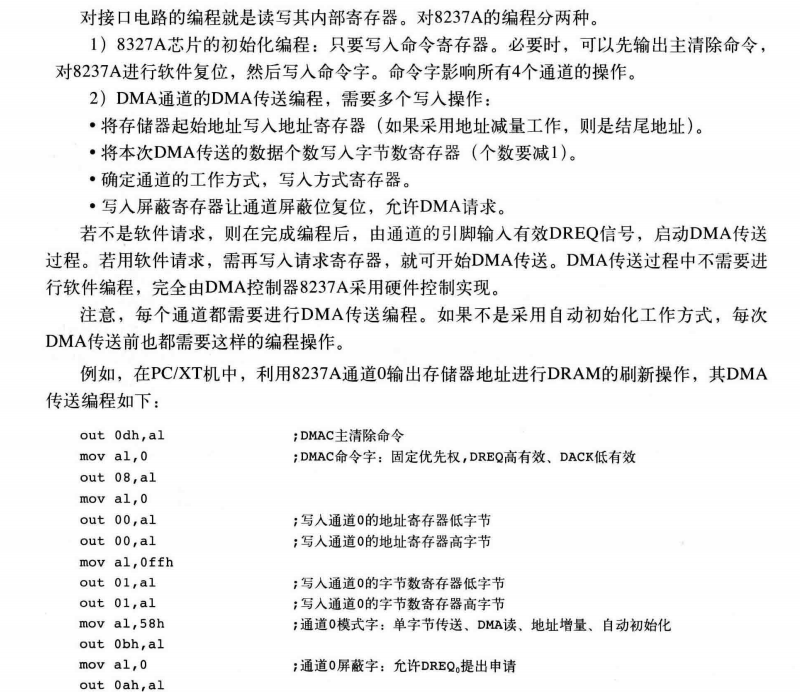 对接口电路的编程就是读写其内部寄存器。对8237A的编程分两种。
1）8327A芯片的初始化编程：只要写入命令寄存器。必要时，可以先输出主清除命令，
对8237A进行软件复位，然后写入命令字。命令字影响所有4个通道的操作。
2）DMA通道的DMA传送编程，需要多个写入操作：
•将存储器起始地址写入地址寄存器（如果采用地址减量工作，则是结尾地址）。
•将本次DMA传送的数据个数写入字节数寄存器（个数要减1）。
•确定通道的工作方式，写入方式寄存器。
•写入屏蔽寄存器让通道屏蔽位复位，允许DMA请求。
若不是软件请求，则在完成编程后，由通道的引脚输入有效DREQ信号，启动DMA传送
过程。若用软件请求，需再写入请求寄存器，就可开始DMA传送。DMA传送过程中不需要进
行软件编程，完全由DMA控制器8237A采用硬件控制实现。
注意，每个通道都需要进行DMA传送编程。如果不是采用自动初始化工作方式，每次
DMA传送前也都需要这样的编程操作。
例如，在PC/XT机中，利用8237A通道0输出存储器地址进行DRAM的刷新操作，其DMA
传送编程如下：
out 0dh,al ;DMAC主清除命令
mov al,0 ;DMAC命令字：固定优先权,DREQ高有效、DACK低有效
out 08,al
mov al,0
out 00,al ;写入通道0的地址寄存器低字节
out 00,al ;写入通道0的地址寄存器高字节
mov al,0ffh
out 01,al ;写入通道0的字节数寄存器低字节
out 01,al ;写入通道0的字节数寄存器高字节
mov al,58h ;通道0模式字：单字节传送、DMA读、地址增量、自动初始化
out 0bh,al
mov al,0 ;通道0屏蔽字：允许DREQ₀提出申请
out 0ah,al